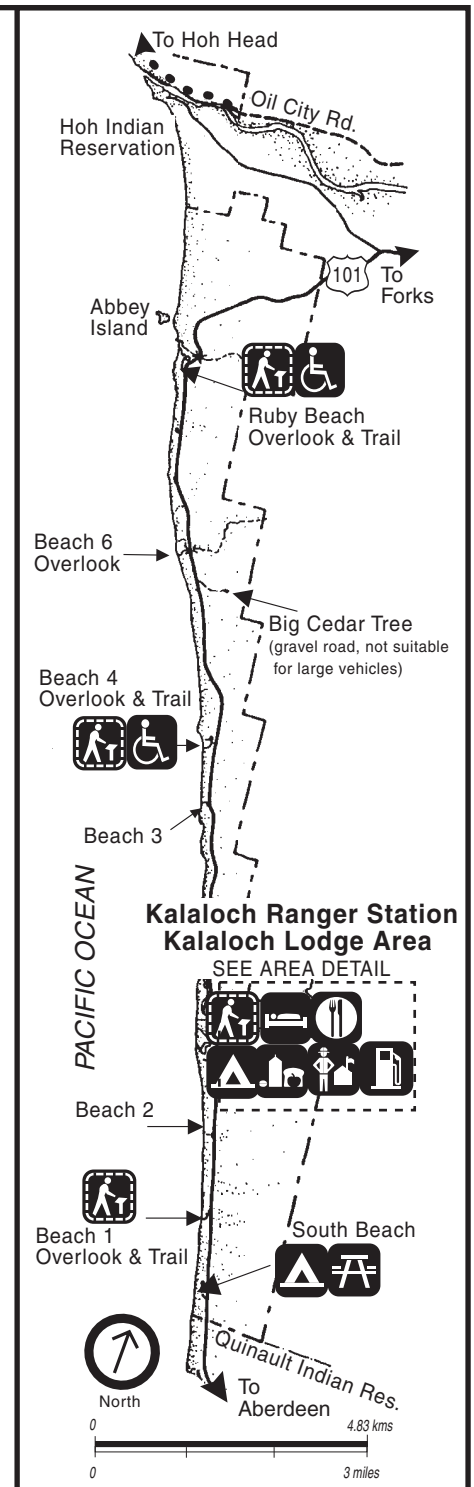 To Hoh Head
Oil City Rd.
Hoh Indian
Reservation
101
To
Forks
Abbey
Island
Ruby Beach
Overlook & Trail
Beach 6
Overlook
Big Cedar Tree
(gravel road, not suitable
for large vehicles)
Beach 4
Overlook & Trail
Beach 3
PACIFIC OCEAN
Kalaloch Ranger Station
Kalaloch Lodge Area
SEE AREA DETAIL
Beach 2
Beach 1
Overlook & Trail
South Beach
Quinault Indian Res.
North
To
Aberdeen
0 4.83 kms
0 3 miles